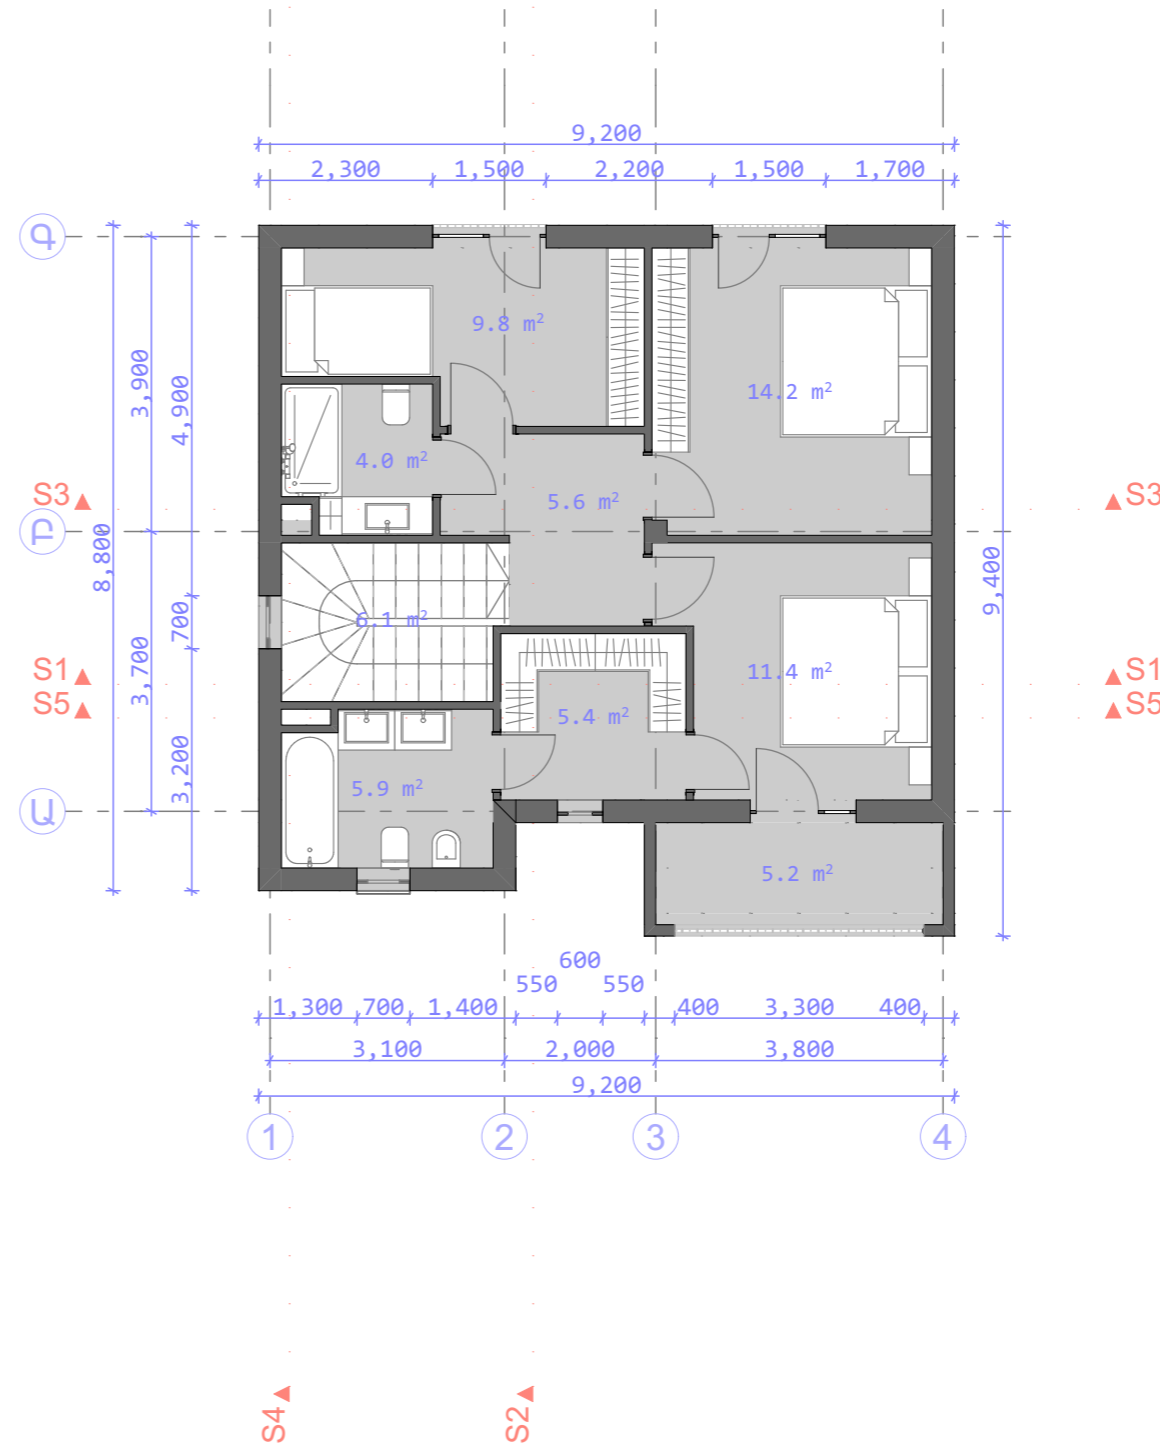 9,200
2,300 1,500 2,200 1,500 1,700
Գ
9.8 m²
14.2 m²
3,900
4,900
4.0 m²
5.6 m²
S3
S3
Բ
8,800
9,400
700
6.1 m²
3,700
S1
S1
11.4 m²
S5
S5
5.4 m²
3,200
5.9 m²
Ա
5.2 m²
600
550 550
1,300 700 1,400 400 3,300 400
3,100 2,000 3,800
9,200
1 2 3 4
S4
S2